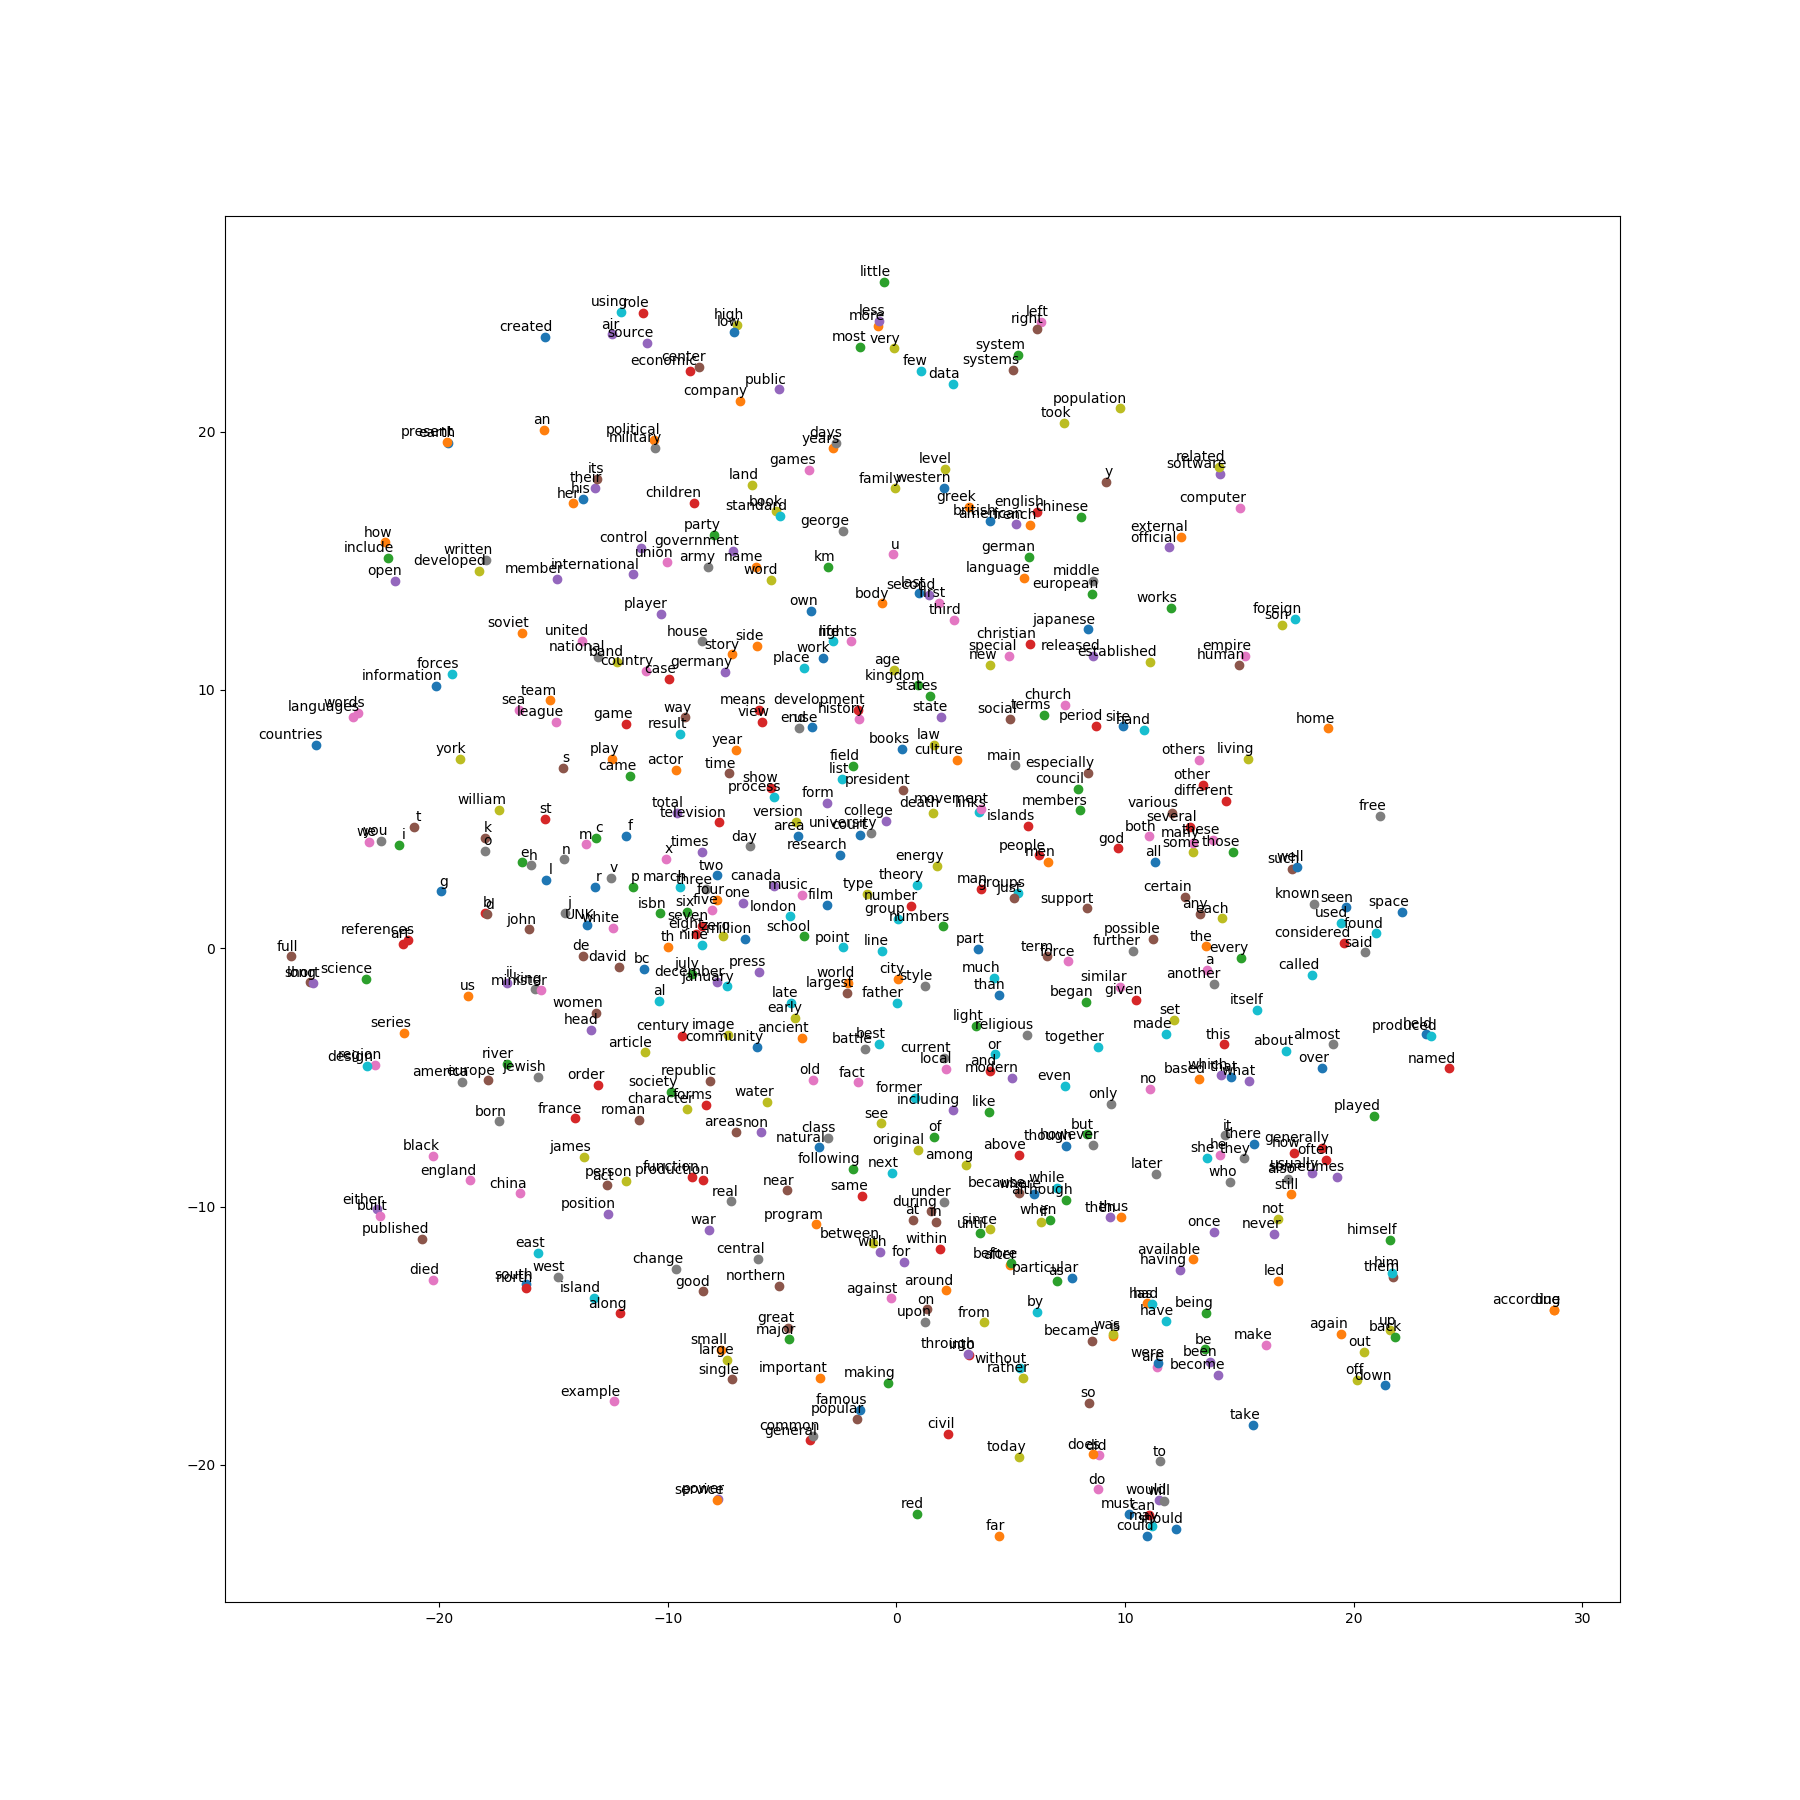 little
using role
left
less
high
more
air
right
low
created
source
most very
system
center
economic
few
systems
data
public
company
population
took
an
political
present
days
earth
military
years
games
level
related
its
software
land
family western
their
y
his
her
children
greek
computer
book
english
standard
british
chinese
american
french
george
party
external
how
control
government
official
include
written
union
army name
u
german
developed
international
km
open
member
word
language
middle
last
second
european
body
first
player
own
works
third
foreign
son
soviet
japanese
united
house
side
christian
national
story
work
special
released
empire
band
place
new
established
country
germany
age
human
forces
case
kingdom
information
states
team
words
sea
means
development
church
languages
league
game
way
view
history
state
social
terms
period
site
hand
home
result
end
use
countries
year
books
law
york
play
culture
others
living
s
came
actor
time
field
main
especially
list
show
president
council
other
process
different
william
total
form
death
movement
links
members
various
free
st
television
version
college
islands
several
t
area
university
court
both
these
k
c
f
many
we
you
i
o
m
day
research
people
men
god
some
those
e
h
n
x
times
energy
all
such
well
l
two
theory
g
r
v
p
march
three
canada
music
film
type
man
groups
certain
four
number
just
known
b
d
j
isbn
six
five
one
london
group
support
any
each
seen
space
UNK
white
seven
numbers
used
found
references
john
eight
zero
million
school
possible
considered
art
nine
the
said
full
de
th
point
line
part
term
further
every
david
bc
july
december
press
world
city
style
much
force
a
another
called
short
science
january
largest
than
similar
us
minister
king
al
father
began
given
women
late
itself
head
early
light
set
series
century
image
ancient
religious
made
this
almost
held
produced
community
battle
best
together
about
article
region
river
current
or
over
named
design
jewish
local
and
based
which
that
america
europe
order
republic
old
fact
modern
what
society
even
no
character
forms
water
former
including
only
born
france
roman
like
played
areas non
see
of
but
it
class
natural
original
though
however
there
generally
black
james
above
she
he
they
now
often
following
among
england
function
person
production
next
later
who
usually
sometimes
also
china
act
near
same
because
while
where
still
either
real
under
although
built
position
during
then
thus
published
war
program
at
in
since
when
if
not
until
once
never
himself
between
with
within
east
change
central
for
before
available
after
having
him
west
particular
as
them
died
south
north
good
northern
led
island
against
around
along
on
has
had
according
upon
from
by
have
being
great
major
became
was
is
again
up
back
small
through
into
make
out
large
be
were
are
been
without
single
important
making
rather
become
off
down
example
famous
so
popular
common
general
civil
take
today
does
did
to
service
power
do
would
will
red
must
can
far
may
should
could
20
10
0
−10
−20
−20
−10
0
10
20
30